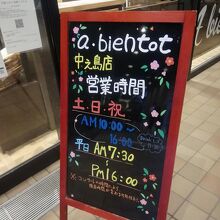 a・bientot
中之島店
営業時間
土・日・祝
AM10:00〜
16:00
平日 AM7:30
〜
PM16:00